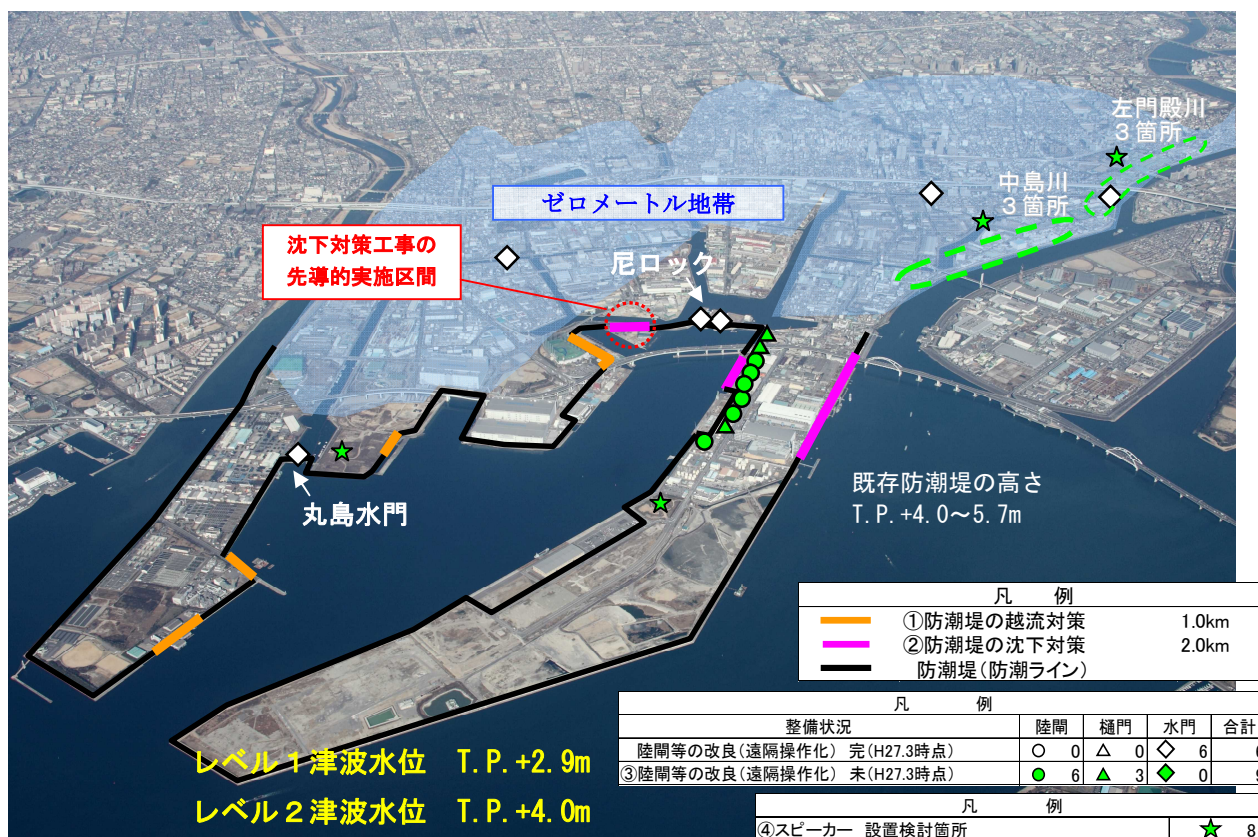 左門殿川
３箇所
中島川
３箇所
ゼロメートル地帯
沈下対策工事の
先導的実施区間
尼ロック
丸島水門
既存防潮堤の高さ
T.P.+4.0～5.7m
凡　例
①防潮堤の越流対策 1.0km
②防潮堤の沈下対策 2.0km
防潮堤(防潮ライン)
凡　例
整備状況 陸閘 樋門 水門 合計
陸閘等の改良(遠隔操作化) 完(H27.3時点) ○ 0 △ 0 ◇ 6
③陸閘等の改良(遠隔操作化) 未(H27.3時点) ● 6 ▲ 3 ◆ 0 9
レベル１津波水位 T.P.+2.9m
レベル２津波水位 T.P.+4.0m
凡　例
④スピーカー 設置検討箇所 ★ 8